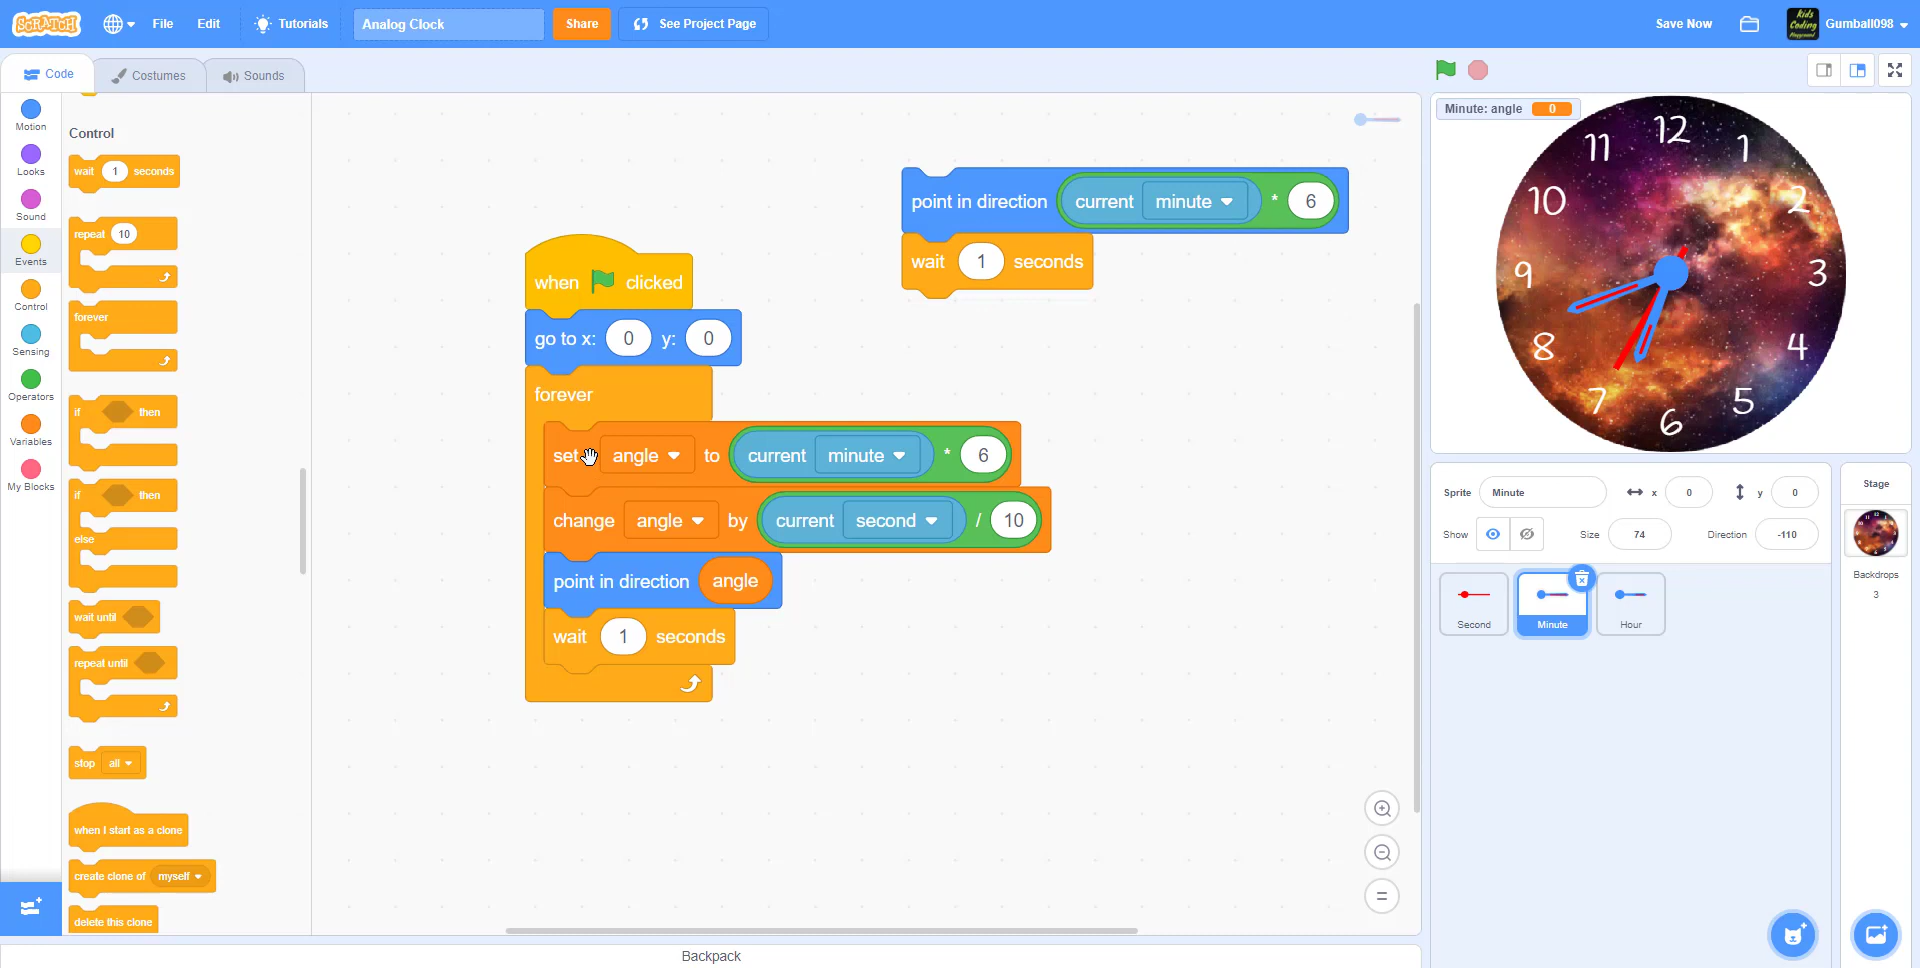 SCRATCH
File
Edit
Tutorials
Analog Clock
Share
See Project Page
Save Now
Kids
Coding
Playground
Gumball098
Code
Costumes
Sounds
Motion
Looks
Sound
Events
Control
Sensing
Operators
Variables
My Blocks
Control
wait 1 seconds
repeat 10
forever
if then
if then
else
wait until
repeat until
stop all
when I start as a clone
create clone of myself
delete this clone
when clicked
go to x: 0 y: 0
forever
set angle to current minute * 6
change angle by current second / 10
point in direction angle
wait 1 seconds
point in direction current minute * 6
wait 1 seconds
Minute: angle 0
12
11
1
10
2
9
3
8
4
7
5
6
Sprite Minute x 0 y 0
Show Size 74 Direction -110
Second
Minute
Hour
Stage
Backdrops
3
Backpack